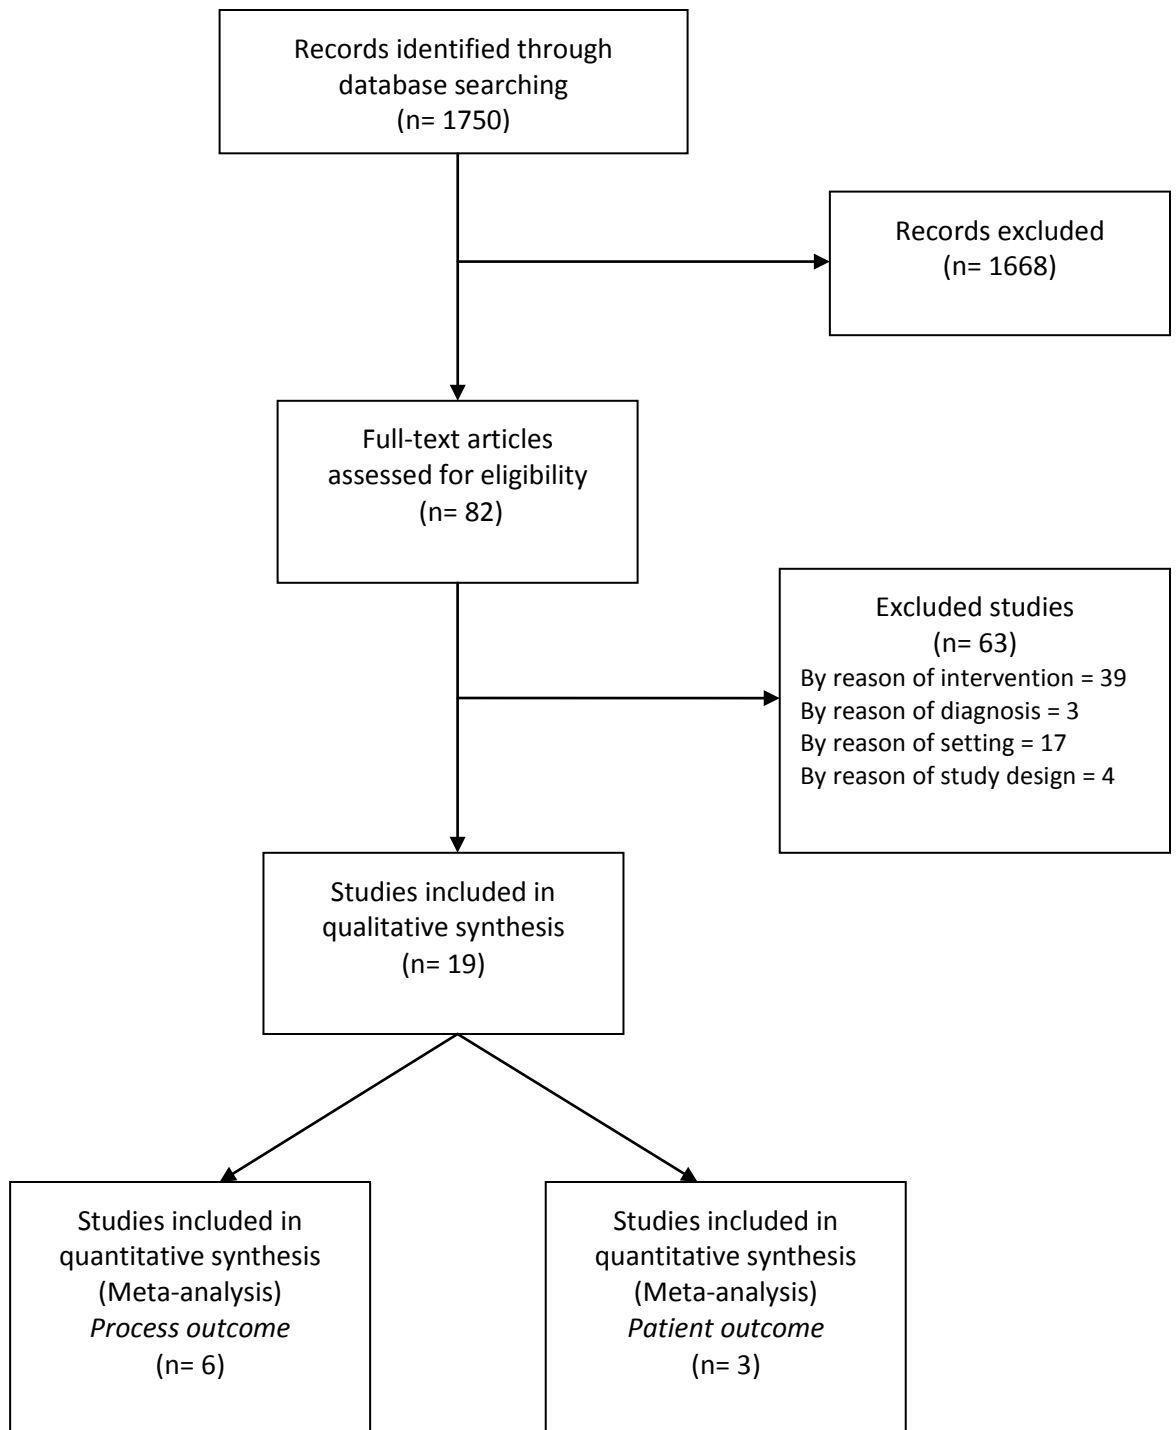 Records identified through
database searching
(n= 1750)
Records excluded
(n= 1668)
Full-text articles
assessed for eligibility
(n= 82)
Excluded studies
(n= 63)
By reason of intervention = 39
By reason of diagnosis = 3
By reason of setting = 17
By reason of study design = 4
Studies included in
qualitative synthesis
(n= 19)
Studies included in
quantitative synthesis
(Meta-analysis)
Process outcome
(n= 6)
Studies included in
quantitative synthesis
(Meta-analysis)
Patient outcome
(n= 3)